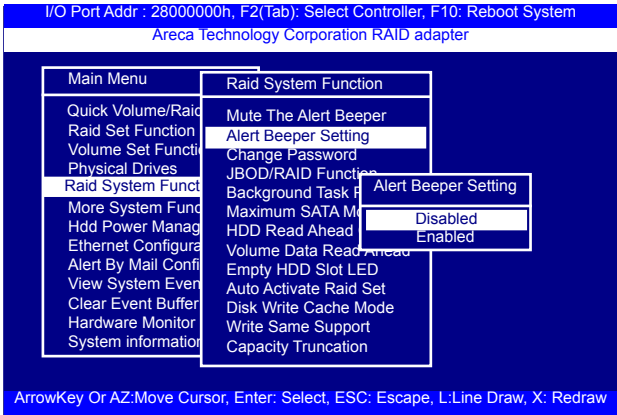 I/O Port Addr : 28000000h, F2(Tab): Select Controller, F10: Reboot System
Areca Technology Corporation RAID adapter
Main Menu
Quick Volume/Raid
Raid Set Function
Volume Set Functi
Physical Drives
Raid System Funct
More System Func
Hdd Power Manag
Ethernet Configura
Alert By Mail Confi
View System Even
Clear Event Buffer
Hardware Monitor
System information
Raid System Function
Mute The Alert Beeper
Alert Beeper Setting
Change Password
JBOD/RAID Function
Background Task P
Maximum SATA Mo
HDD Read Ahead
Volume Data Read Ahead
Empty HDD Slot LED
Auto Activate Raid Set
Disk Write Cache Mode
Write Same Support
Capacity Truncation
Alert Beeper Setting
Disabled
Enabled
ArrowKey Or AZ:Move Cursor, Enter: Select, ESC: Escape, L:Line Draw, X: Redraw